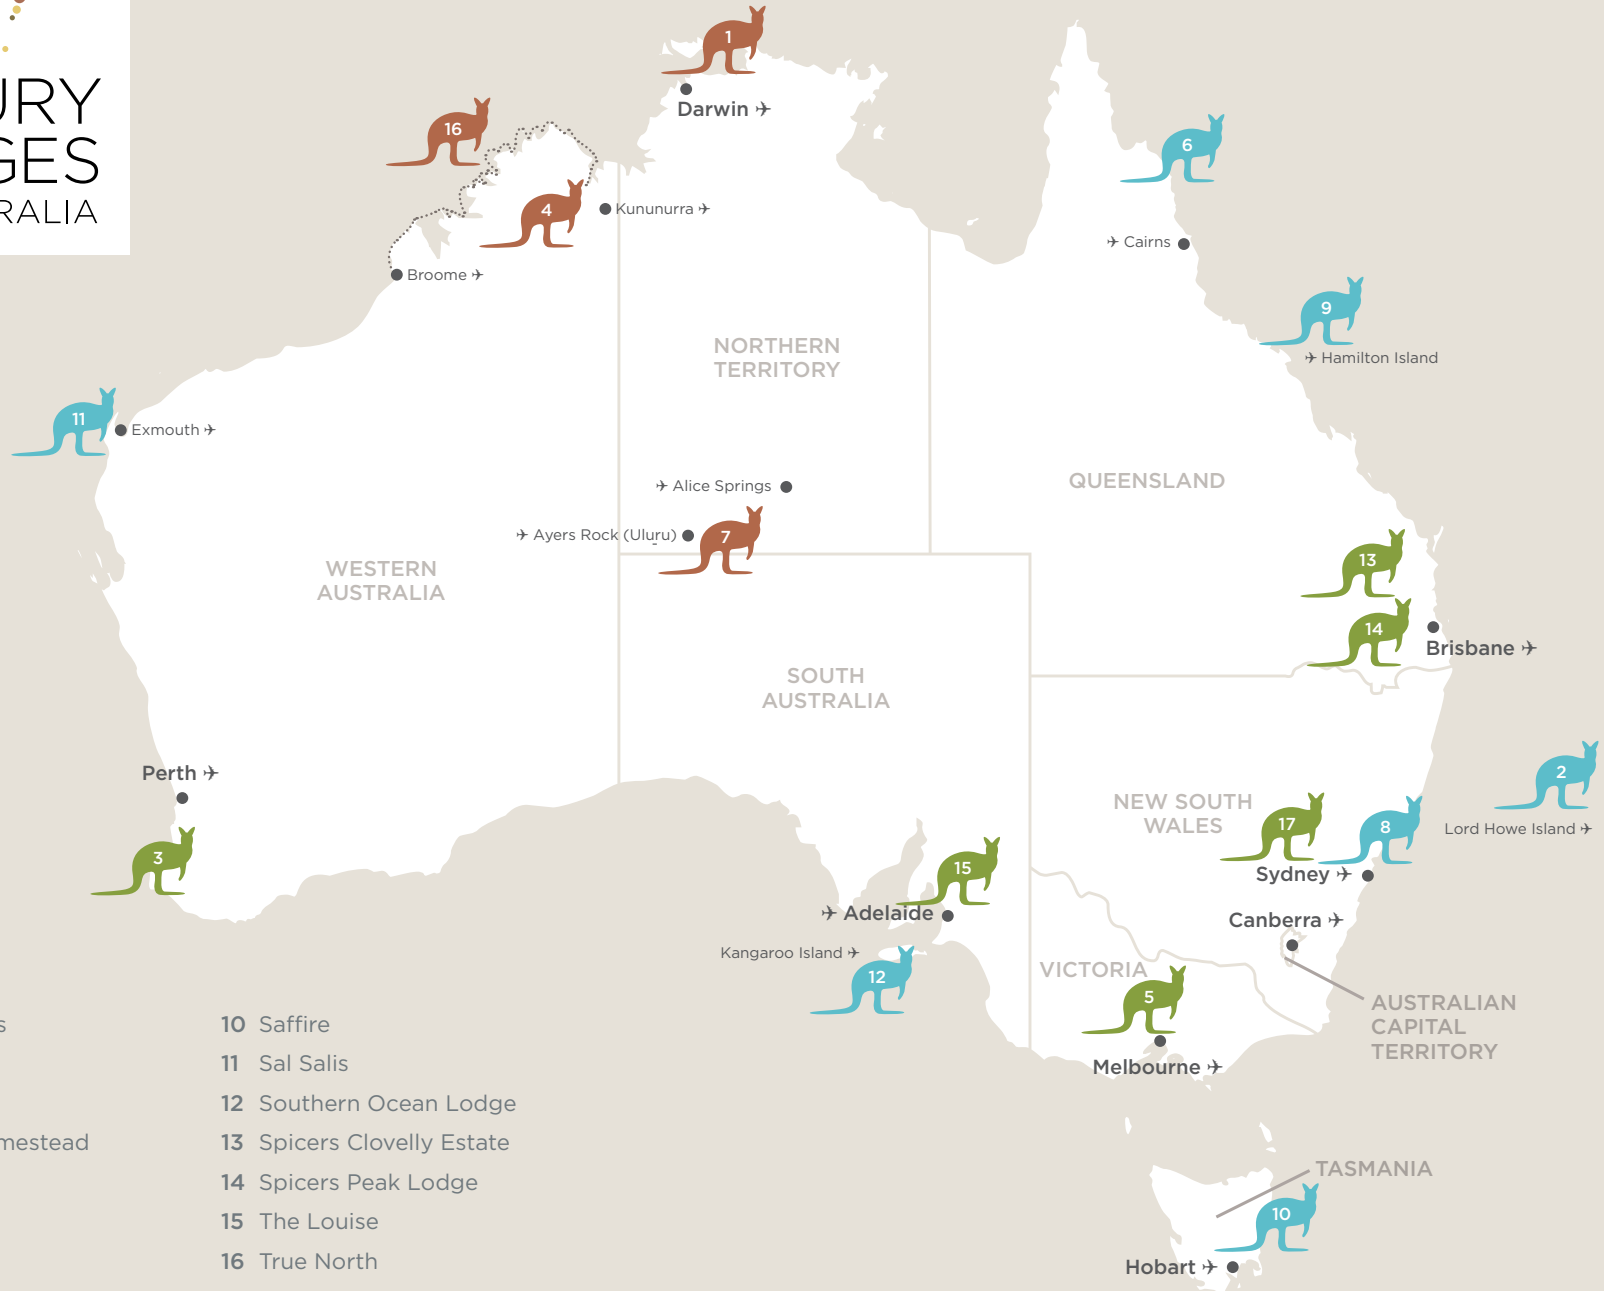 URY
GES
RALIA
1
Darwin
16
6
4
Kununurra
Cairns
Broome
9
Hamilton Island
NORTHERN
TERRITORY
11
Exmouth
QUEENSLAND
Alice Springs
Ayers Rock (Uluru)
7
WESTERN
AUSTRALIA
13
14
Brisbane
SOUTH
AUSTRALIA
Perth
3
NEW SOUTH
WALES
2
Lord Howe Island
17
8
Sydney
15
Adelaide
Canberra
Kangaroo Island
12
VICTORIA
5
Melbourne
AUSTRALIAN
CAPITAL
TERRITORY
TASMANIA
10
Hobart
s
mestead
10 Saffire
11 Sal Salis
12 Southern Ocean Lodge
13 Spicers Clovelly Estate
14 Spicers Peak Lodge
15 The Louise
16 True North